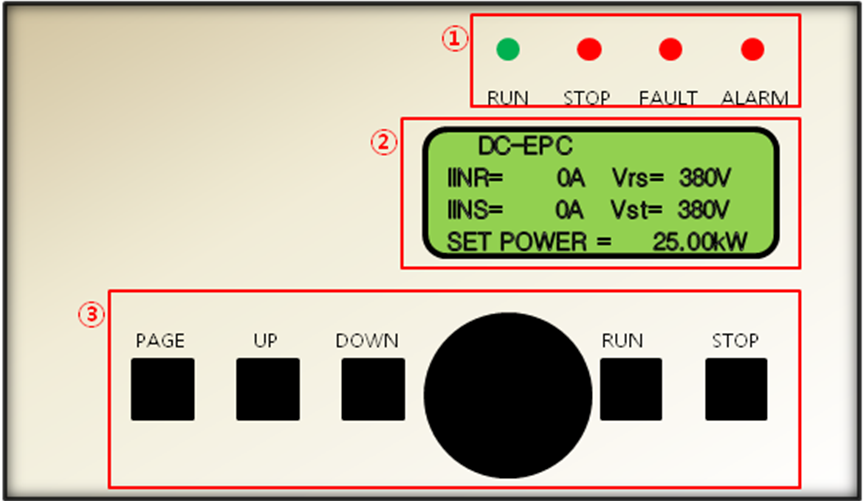 ①
RUN STOP FAULT ALARM
②
DC-EPC
IINR= 0A Vrs= 380V
IINS= 0A Vst= 380V
SET POWER = 25.00kW
③
PAGE UP DOWN RUN STOP